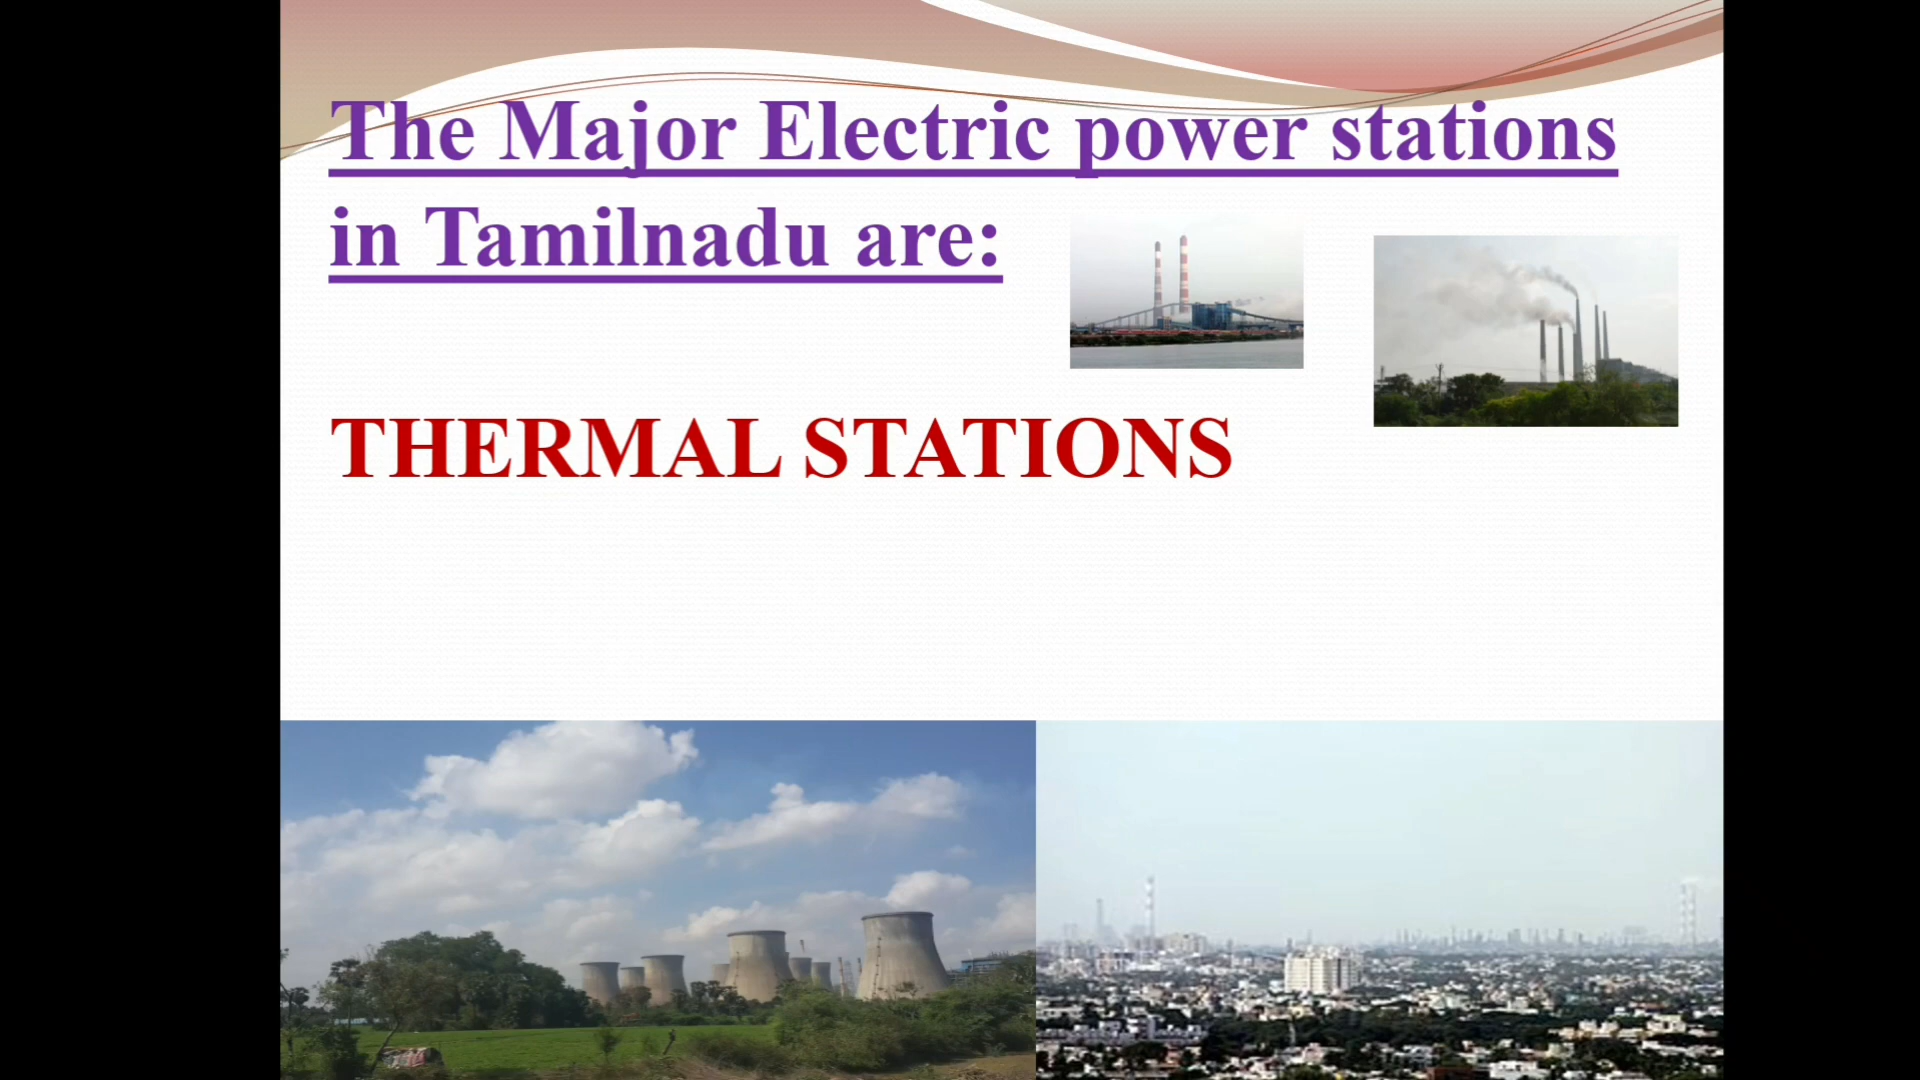 The Major Electric power stations
in Tamilnadu are:
THERMAL STATIONS